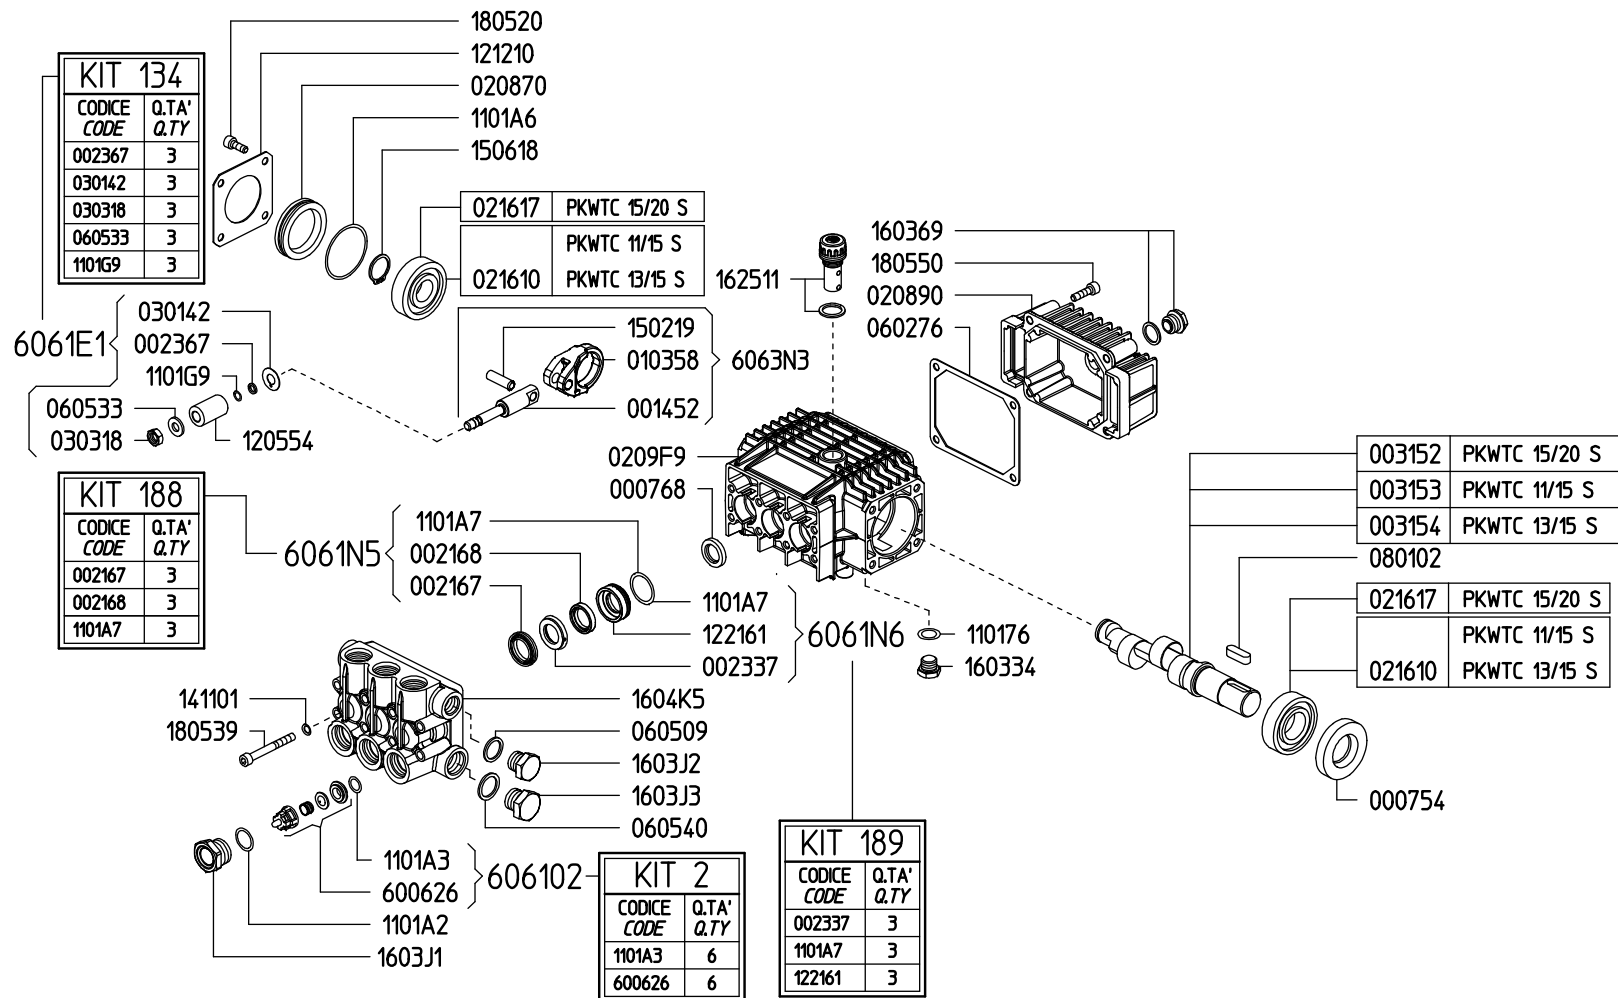 180520
121210
020870
1101A6
150618
KIT 134
CODICE Q.TA'
CODE Q.TY
002367 3
030142 3
030318 3
060533 3
1101G9 3
021617 PKWTC 15/20 S
PKWTC 11/15 S
021610 PKWTC 13/15 S
162511
160369
180550
020890
060276
6061E1
030142
002367
1101G9
060533
030318
120554
150219
010358
001452
6063N3
0209F9
000768
003152 PKWTC 15/20 S
003153 PKWTC 11/15 S
003154 PKWTC 13/15 S
080102
021617 PKWTC 15/20 S
PKWTC 11/15 S
021610 PKWTC 13/15 S
000754
KIT 188
CODICE Q.TA'
CODE Q.TY
002167 3
002168 3
1101A7 3
6061N5
1101A7
002168
002167
1101A7
122161
002337
6061N6
110176
160334
141101
180539
1604K5
060509
1603J2
1603J3
060540
1101A3
600626
606102
1101A2
1603J1
KIT 2
CODICE Q.TA'
CODE Q.TY
1101A3 6
600626 6
KIT 189
CODICE Q.TA'
CODE Q.TY
002337 3
1101A7 3
122161 3